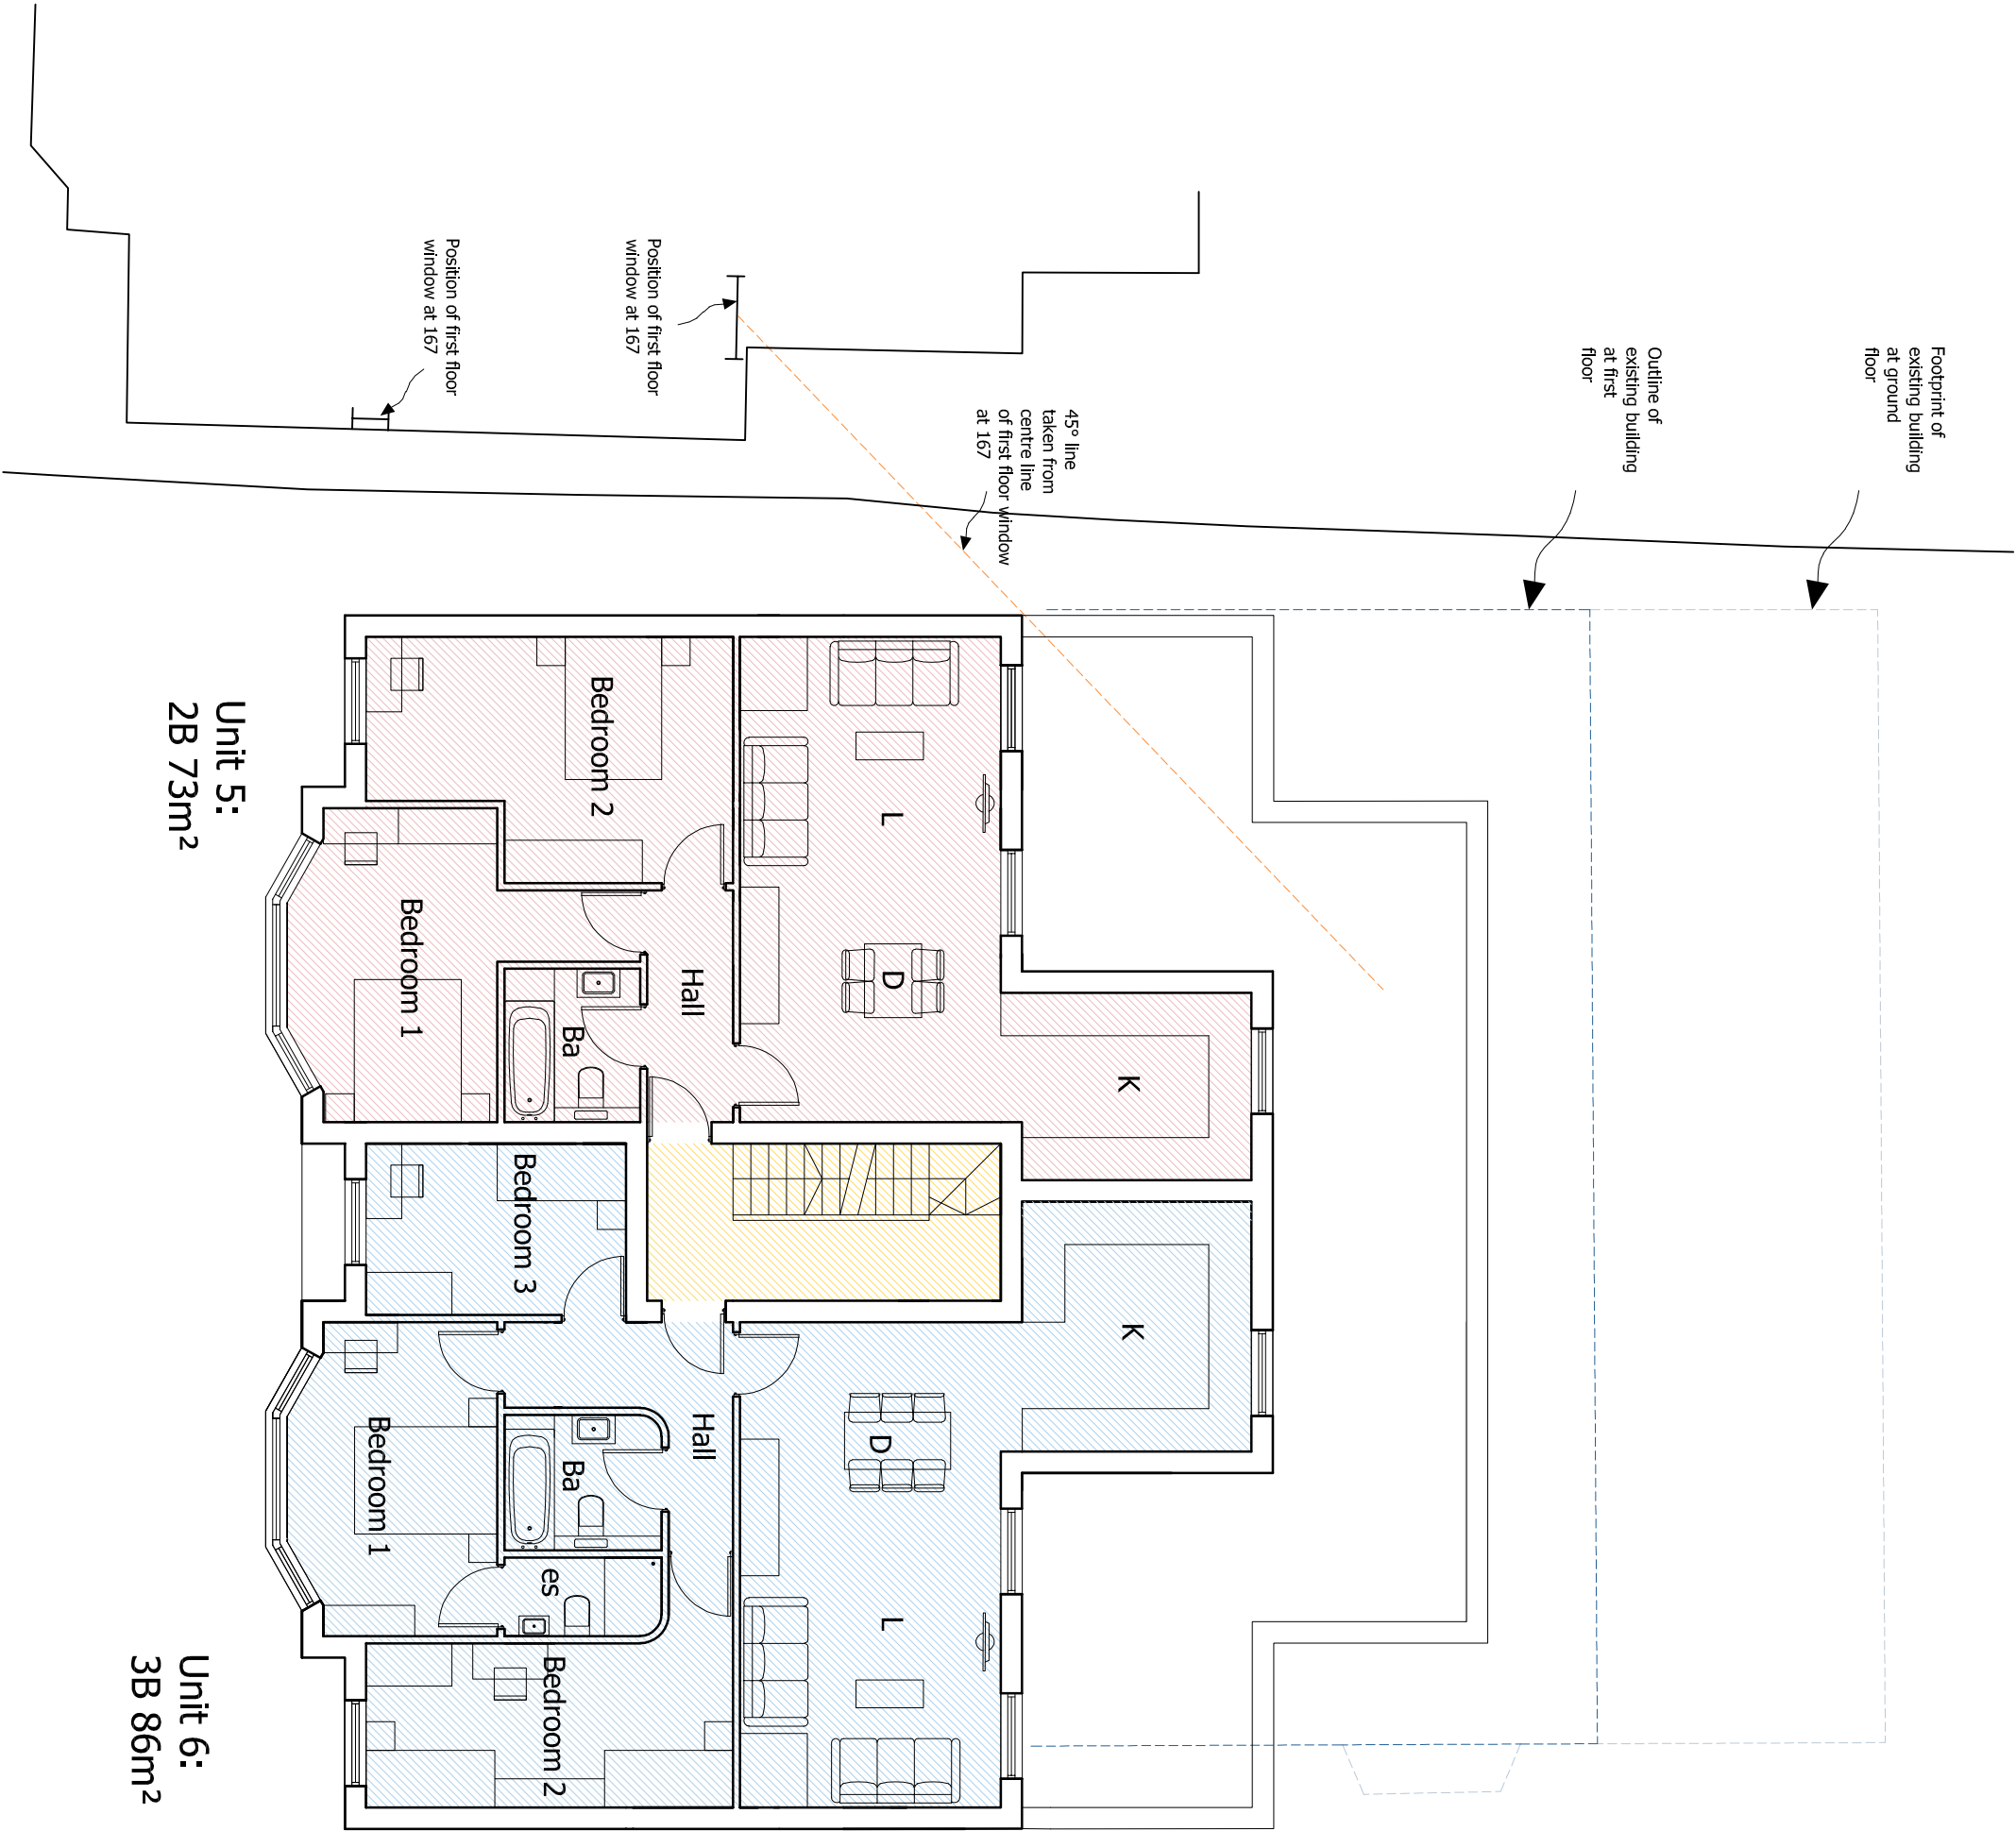 Footprint of
existing building
at ground
floor
Outline of
existing building
at first
floor
45° line
taken from
centre line
of first floor window
at 167
Position of first floor
window at 167
Position of first floor
window at 167
K
K
L
D
D
L
Hall
Hall
Bedroom 2
Ba
Ba
es
Bedroom 2
Bedroom 3
Bedroom 1
Bedroom 1
Unit 5:
2B 73m²
Unit 6:
3B 86m²